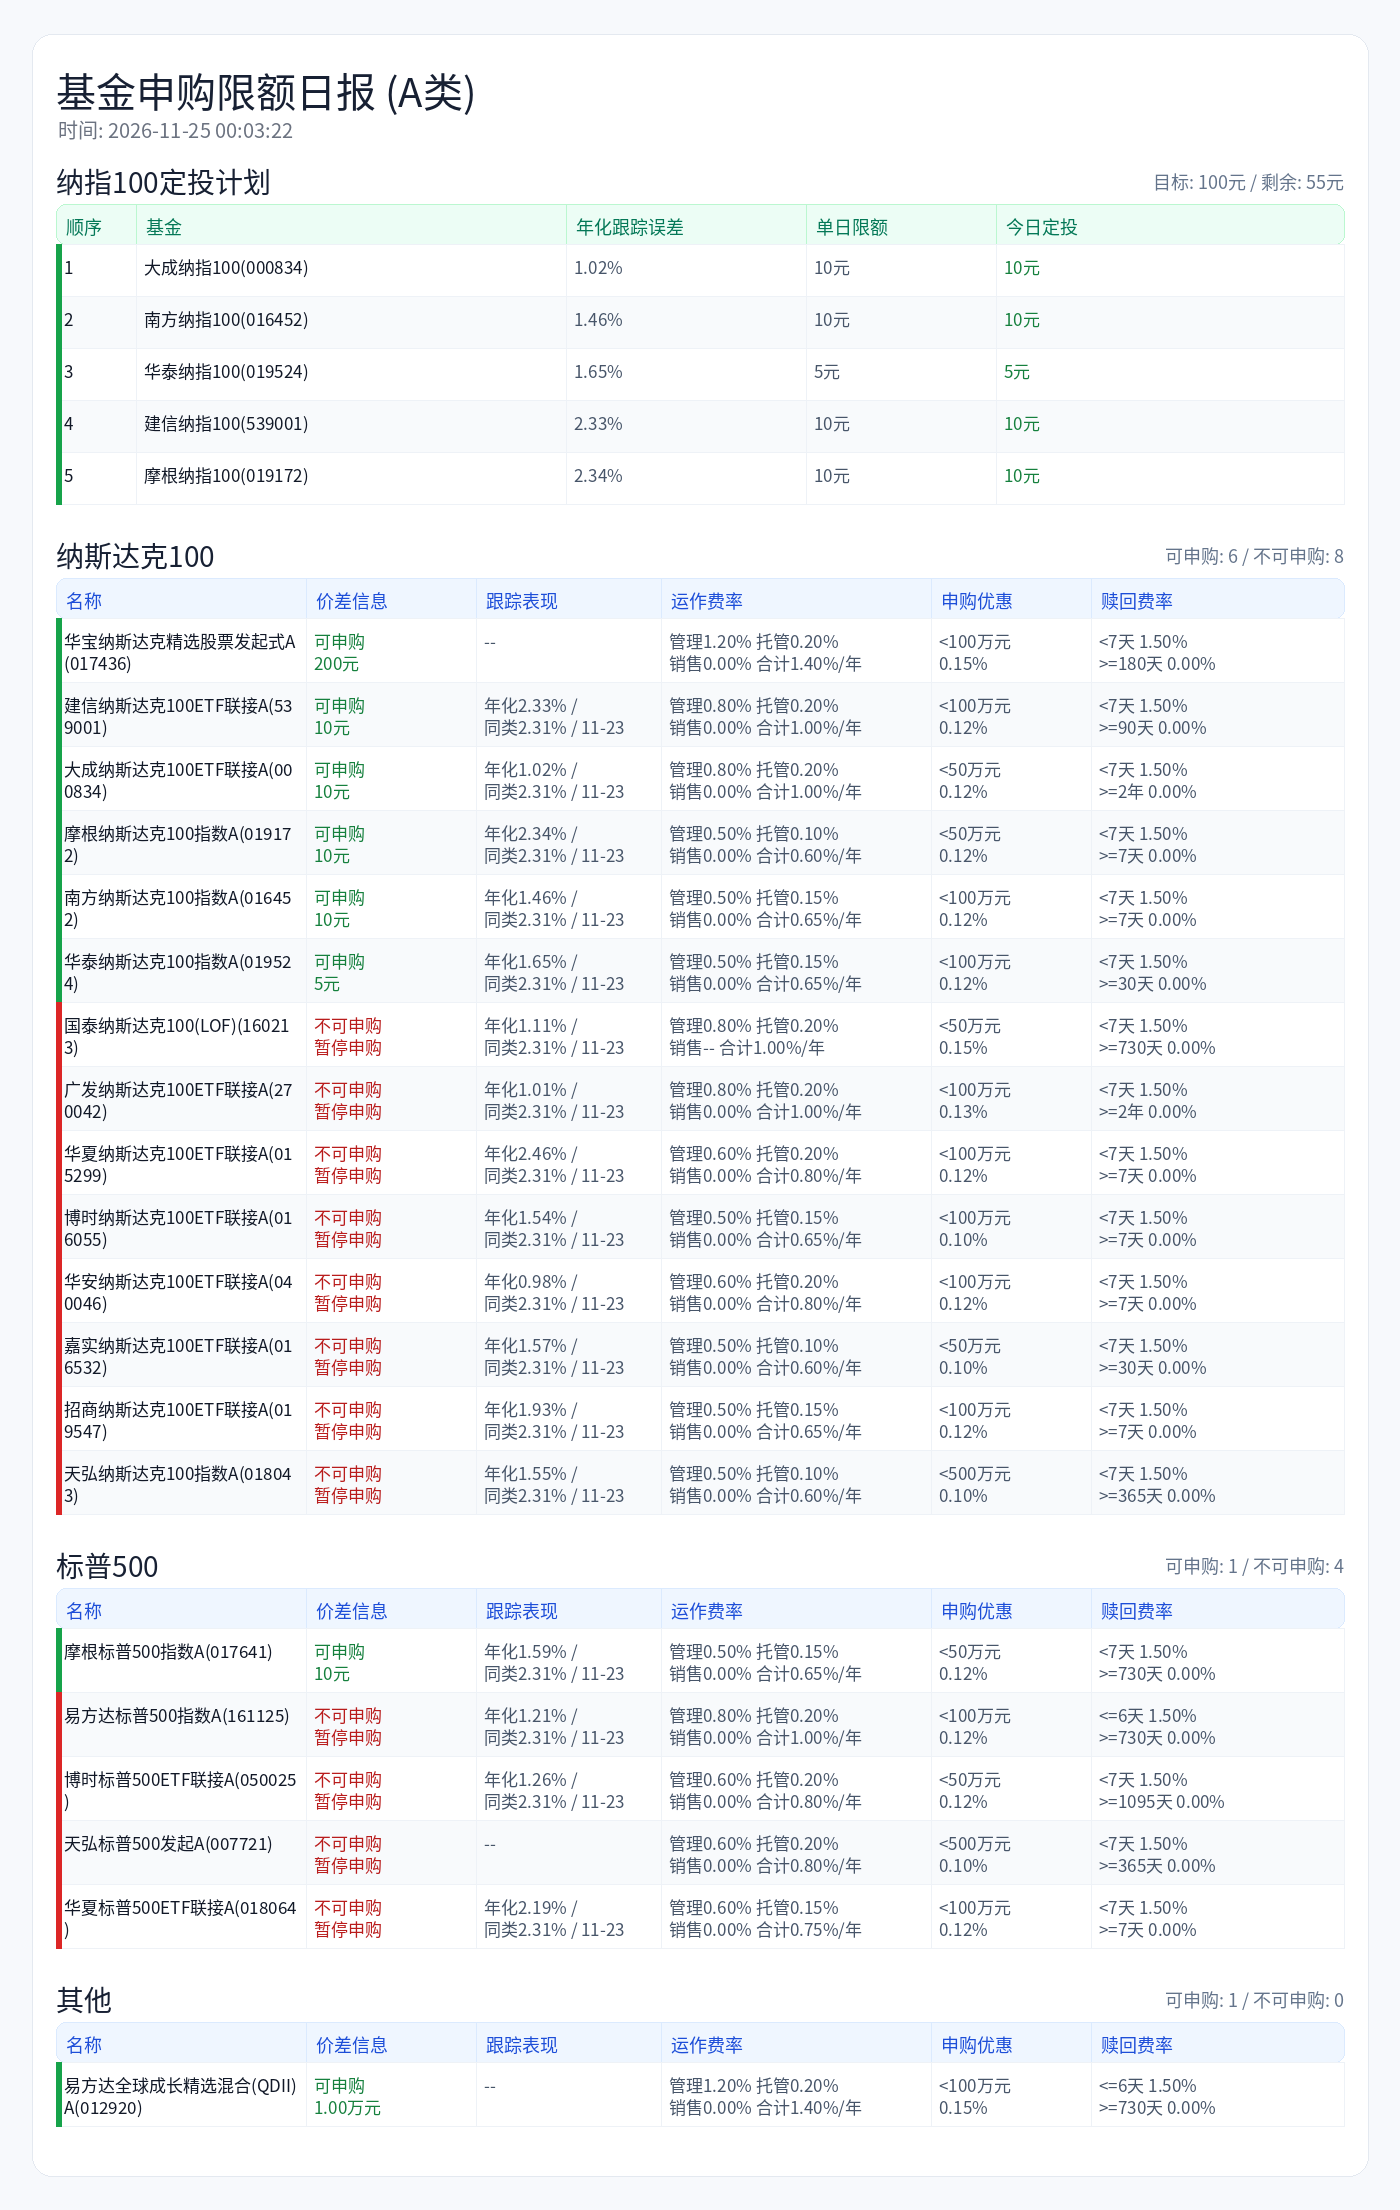 基金申购限额日报 (A类)
时间: 2026-11-25 00:03:22
纳指100定投计划
目标: 100元 / 剩余: 55元
顺序 基金 年化跟踪误差 单日限额 今日定投
1 大成纳指100(000834) 1.02% 10元 10元
2 南方纳指100(016452) 1.46% 10元 10元
3 华泰纳指100(019524) 1.65% 5元 5元
4 建信纳指100(539001) 2.33% 10元 10元
5 摩根纳指100(019172) 2.34% 10元 10元
纳斯达克100
可申购: 6 / 不可申购: 8
名称 价差信息 跟踪表现 运作费率 申购优惠 赎回费率
华宝纳斯达克精选股票发起式A 可申购 -- 管理1.20% 托管0.20% <100万元 <7天 1.50%
(017436) 200元 销售0.00% 合计1.40%/年 0.15% >=180天 0.00%
建信纳斯达克100ETF联接A(53 可申购 年化2.33% / 管理0.80% 托管0.20% <100万元 <7天 1.50%
9001) 10元 同类2.31% / 11-23 销售0.00% 合计1.00%/年 0.12% >=90天 0.00%
大成纳斯达克100ETF联接A(00 可申购 年化1.02% / 管理0.80% 托管0.20% <50万元 <7天 1.50%
0834) 10元 同类2.31% / 11-23 销售0.00% 合计1.00%/年 0.12% >=2年 0.00%
摩根纳斯达克100指数A(01917 可申购 年化2.34% / 管理0.50% 托管0.10% <50万元 <7天 1.50%
2) 10元 同类2.31% / 11-23 销售0.00% 合计0.60%/年 0.12% >=7天 0.00%
南方纳斯达克100指数A(01645 可申购 年化1.46% / 管理0.50% 托管0.15% <100万元 <7天 1.50%
2) 10元 同类2.31% / 11-23 销售0.00% 合计0.65%/年 0.12% >=7天 0.00%
华泰纳斯达克100指数A(01952 可申购 年化1.65% / 管理0.50% 托管0.15% <100万元 <7天 1.50%
4) 5元 同类2.31% / 11-23 销售0.00% 合计0.65%/年 0.12% >=30天 0.00%
国泰纳斯达克100(LOF)(16021 不可申购 年化1.11% / 管理0.80% 托管0.20% <50万元 <7天 1.50%
3) 暂停申购 同类2.31% / 11-23 销售-- 合计1.00%/年 0.15% >=730天 0.00%
广发纳斯达克100ETF联接A(27 不可申购 年化1.01% / 管理0.80% 托管0.20% <100万元 <7天 1.50%
0042) 暂停申购 同类2.31% / 11-23 销售0.00% 合计1.00%/年 0.13% >=2年 0.00%
华夏纳斯达克100ETF联接A(01 不可申购 年化2.46% / 管理0.60% 托管0.20% <100万元 <7天 1.50%
5299) 暂停申购 同类2.31% / 11-23 销售0.00% 合计0.80%/年 0.12% >=7天 0.00%
博时纳斯达克100ETF联接A(01 不可申购 年化1.54% / 管理0.50% 托管0.15% <100万元 <7天 1.50%
6055) 暂停申购 同类2.31% / 11-23 销售0.00% 合计0.65%/年 0.10% >=7天 0.00%
华安纳斯达克100ETF联接A(04 不可申购 年化0.98% / 管理0.60% 托管0.20% <100万元 <7天 1.50%
0046) 暂停申购 同类2.31% / 11-23 销售0.00% 合计0.80%/年 0.12% >=7天 0.00%
嘉实纳斯达克100ETF联接A(01 不可申购 年化1.57% / 管理0.50% 托管0.10% <50万元 <7天 1.50%
6532) 暂停申购 同类2.31% / 11-23 销售0.00% 合计0.60%/年 0.10% >=30天 0.00%
招商纳斯达克100ETF联接A(01 不可申购 年化1.93% / 管理0.50% 托管0.15% <100万元 <7天 1.50%
9547) 暂停申购 同类2.31% / 11-23 销售0.00% 合计0.65%/年 0.12% >=7天 0.00%
天弘纳斯达克100指数A(01804 不可申购 年化1.55% / 管理0.50% 托管0.10% <500万元 <7天 1.50%
3) 暂停申购 同类2.31% / 11-23 销售0.00% 合计0.60%/年 0.10% >=365天 0.00%
标普500
可申购: 1 / 不可申购: 4
名称 价差信息 跟踪表现 运作费率 申购优惠 赎回费率
摩根标普500指数A(017641) 可申购 年化1.59% / 管理0.50% 托管0.15% <50万元 <7天 1.50%
10元 同类2.31% / 11-23 销售0.00% 合计0.65%/年 0.12% >=730天 0.00%
易方达标普500指数A(161125) 不可申购 年化1.21% / 管理0.80% 托管0.20% <100万元 <=6天 1.50%
暂停申购 同类2.31% / 11-23 销售0.00% 合计1.00%/年 0.12% >=730天 0.00%
博时标普500ETF联接A(050025 不可申购 年化1.26% / 管理0.60% 托管0.20% <50万元 <7天 1.50%
) 暂停申购 同类2.31% / 11-23 销售0.00% 合计0.80%/年 0.12% >=1095天 0.00%
天弘标普500发起A(007721) 不可申购 -- 管理0.60% 托管0.20% <500万元 <7天 1.50%
暂停申购 销售0.00% 合计0.80%/年 0.10% >=365天 0.00%
华夏标普500ETF联接A(018064 不可申购 年化2.19% / 管理0.60% 托管0.15% <100万元 <7天 1.50%
) 暂停申购 同类2.31% / 11-23 销售0.00% 合计0.75%/年 0.12% >=7天 0.00%
其他
可申购: 1 / 不可申购: 0
名称 价差信息 跟踪表现 运作费率 申购优惠 赎回费率
易方达全球成长精选混合(QDII) 可申购 -- 管理1.20% 托管0.20% <100万元 <=6天 1.50%
A(012920) 1.00万元 销售0.00% 合计1.40%/年 0.15% >=730天 0.00%